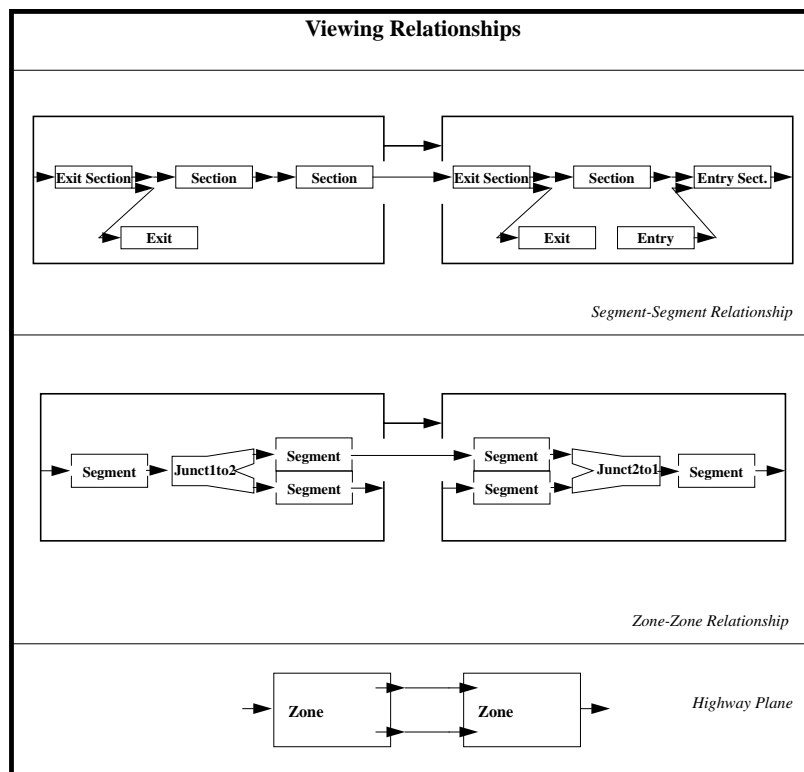 Viewing Relationships
Exit Section
Section
Section
Exit
Exit Section
Section
Entry Sect.
Exit
Entry
Segment-Segment Relationship
Segment
Junct1to2
Segment
Segment
Segment
Segment
Junct2to1
Segment
Zone-Zone Relationship
Zone
Zone
Highway Plane